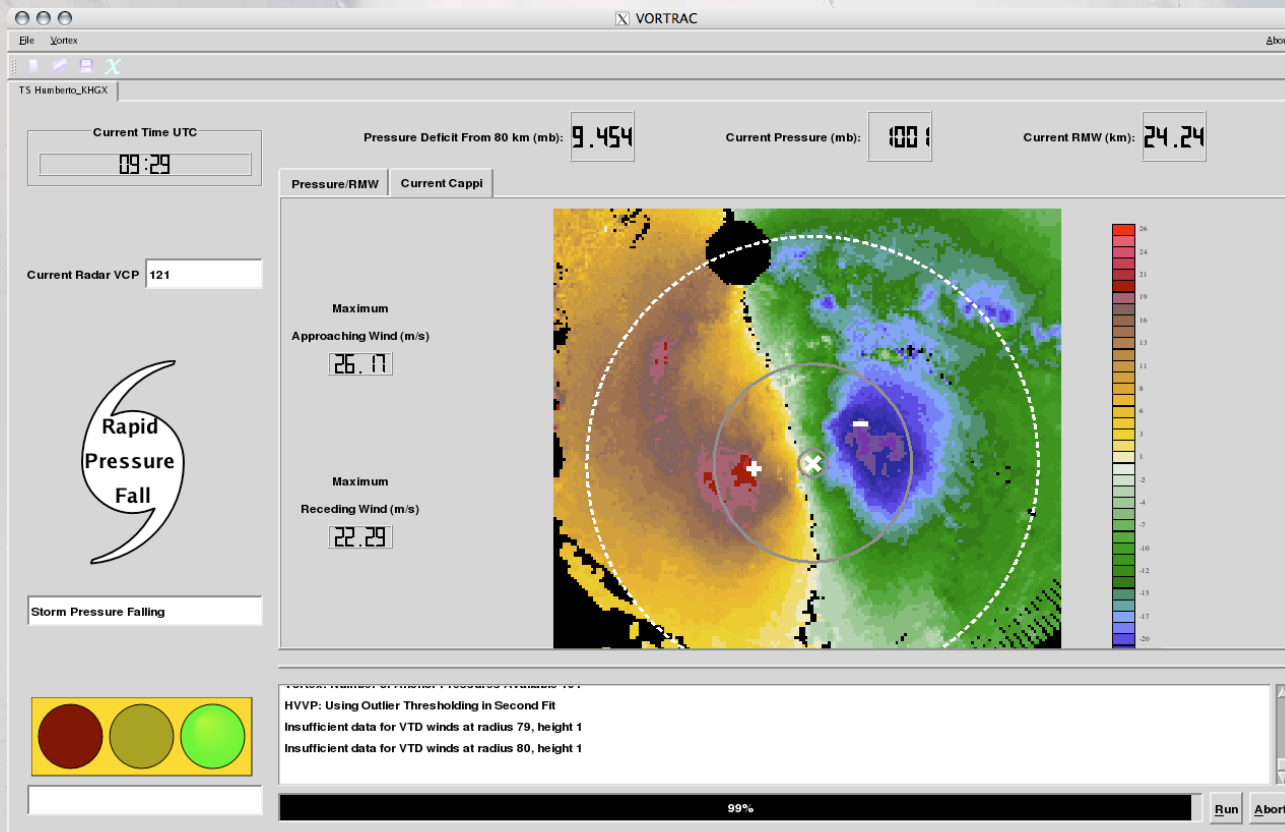 VORTRAC
File Vortex
TS Humberto_KHGX
Current Time UTC
09:29
Pressure Deficit From 80 km (mb): 9.454
Current Pressure (mb): 1001
Current RMW (km): 24.24
Pressure/RMW Current Cappi
Current Radar VCP 121
Maximum
Approaching Wind (m/s)
26.17
Maximum
Receding Wind (m/s)
22.29
Rapid
Pressure
Fall
Storm Pressure Falling
26
24
21
19
16
13
11
8
6
3
1
-2
-4
-7
-10
-12
-15
-17
-20
HVVP: Using Outlier Thresholding in Second Fit
Insufficient data for VTD winds at radius 79, height 1
Insufficient data for VTD winds at radius 80, height 1
99%
Run Abort